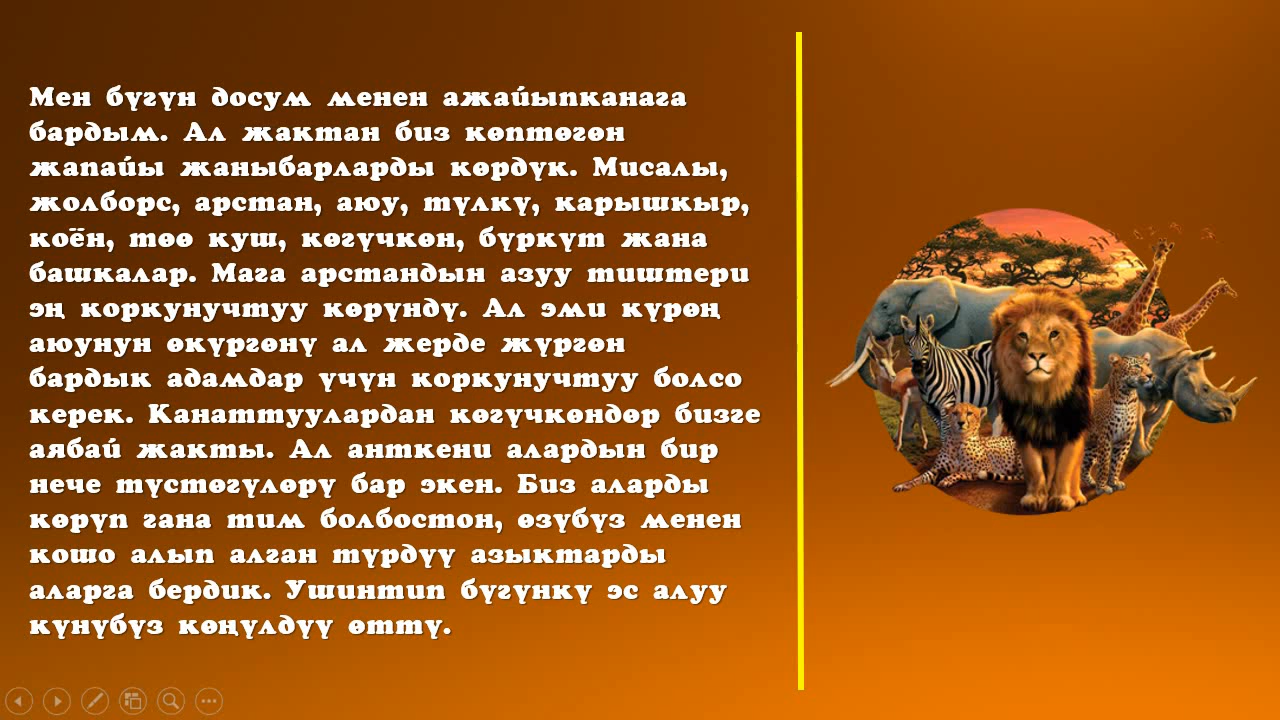 Мен бүгүн досум менен ажайыпканага
бардым. Ал жактан биз көптөгөн
жапайы жаныбарларды көрдүк. Мисалы,
жолборс, арстан, аюу, түлкү, карышкыр,
коён, төө куш, көгүчкөн, бүркүт жана
башкалар. Мага арстандын азуу тиштери
эң коркунучтуу көрүндү. Ал эми күрөң
аюунун өкүргөнү ал жерде жүргөн
бардык адамдар үчүн коркунучтуу болсо
керек. Канаттуулардан көгүчкөндөр бизге
аябай жакты. Ал анткени алардын бир
нече түстөгүлөрү бар экен. Биз аларды
көрүп гана тим болбостон, өзүбүз менен
кошо алып алган түрдүү азыктарды
аларга бердик. Ушинтип бүгүнкү эс алуу
күнүбүз көңүлдүү өттү.